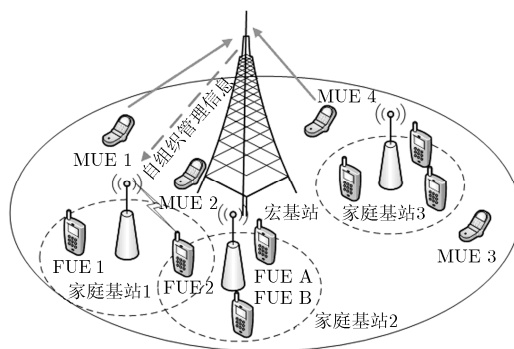 MUE 4
自组织管理信息
MUE 1
MUE 2
宏基站
家庭基站3
FUE 1
FUE 2
FUE A
FUE B
MUE 3
家庭基站1
家庭基站2